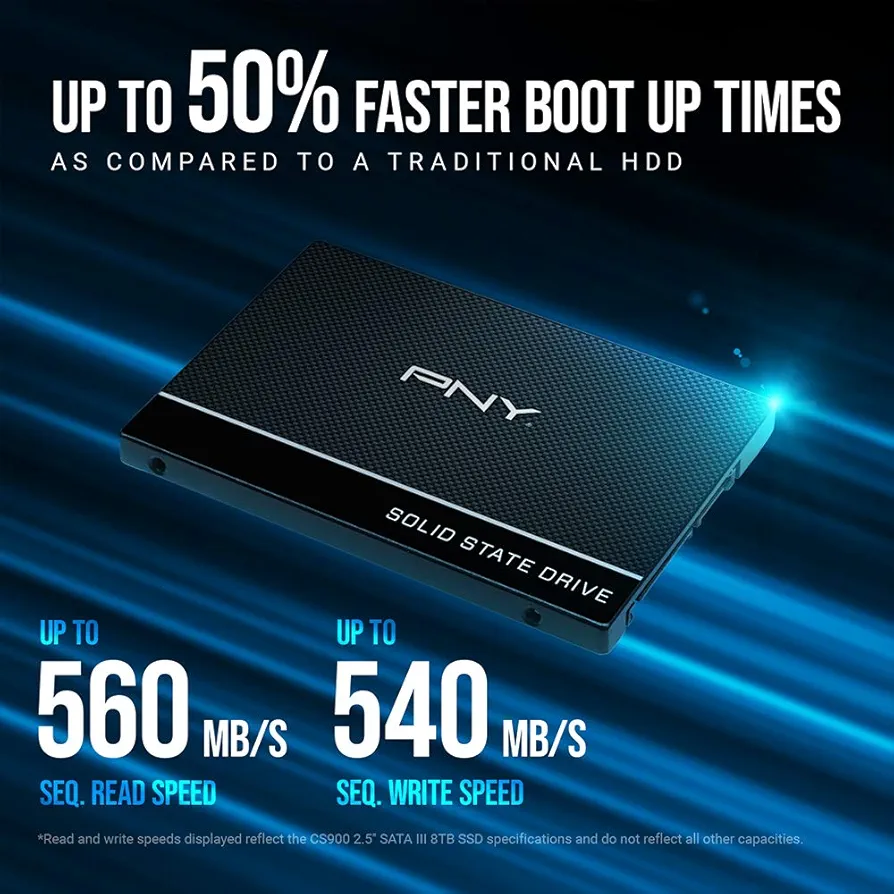 UP TO 50% FASTER BOOT UP TIMES
AS COMPARED TO A TRADITIONAL HDD
PNY
SOLID STATE DRIVE
UP TO
560 MB/S
SEQ. READ SPEED
UP TO
540 MB/S
SEQ. WRITE SPEED
*Read and write speeds displayed reflect the CS900 2.5" SATA III 8TB SSD specifications and do not reflect all other capacities.